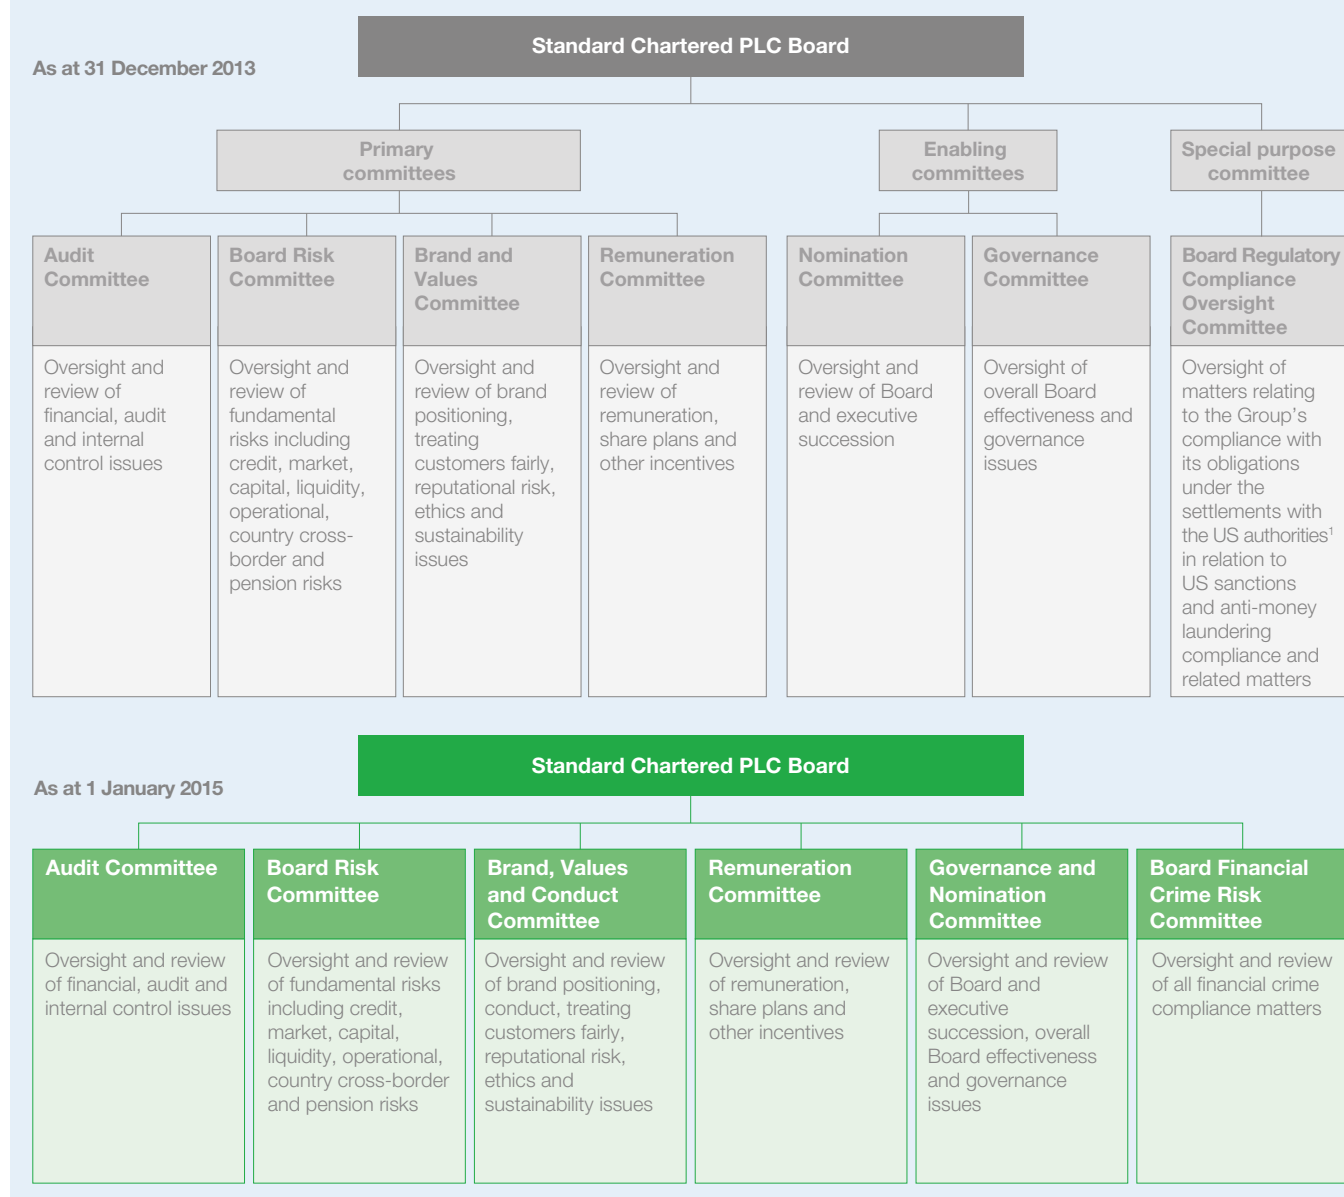 Standard Chartered PLC Board
As at 31 December 2013
Primary
committees
Enabling
committees
Special purpose
committee
Audit
Committee
Oversight and
review of
financial, audit
and internal
control issues
Board Risk
Committee
Oversight and
review of
fundamental
risks including
credit, market,
capital, liquidity,
operational,
country cross-
border and
pension risks
Brand and
Values
Committee
Oversight and
review of brand
positioning,
treating
customers fairly,
reputational risk,
ethics and
sustainability
issues
Remuneration
Committee
Oversight and
review of
remuneration,
share plans and
other incentives
Nomination
Committee
Oversight and
review of Board
and executive
succession
Governance
Committee
Oversight of
overall Board
effectiveness and
governance
issues
Board Regulatory
Compliance
Oversight
Committee
Oversight of
matters relating
to the Group’s
compliance with
its obligations
under the
settlements with
the US authorities¹
in relation to
US sanctions
and anti-money
laundering
compliance and
related matters
Standard Chartered PLC Board
As at 1 January 2015
Audit Committee
Oversight and review
of financial, audit and
internal control issues
Board Risk
Committee
Oversight and review
of fundamental risks
including credit,
market, capital,
liquidity, operational,
country cross-border
and pension risks
Brand, Values
and Conduct
Committee
Oversight and review
of brand positioning,
conduct, treating
customers fairly,
reputational risk,
ethics and
sustainability issues
Remuneration
Committee
Oversight and review
of remuneration,
share plans and
other incentives
Governance and
Nomination
Committee
Oversight and review
of Board and
executive
succession, overall
Board effectiveness
and governance
issues
Board Financial
Crime Risk
Committee
Oversight and review
of all financial crime
compliance matters